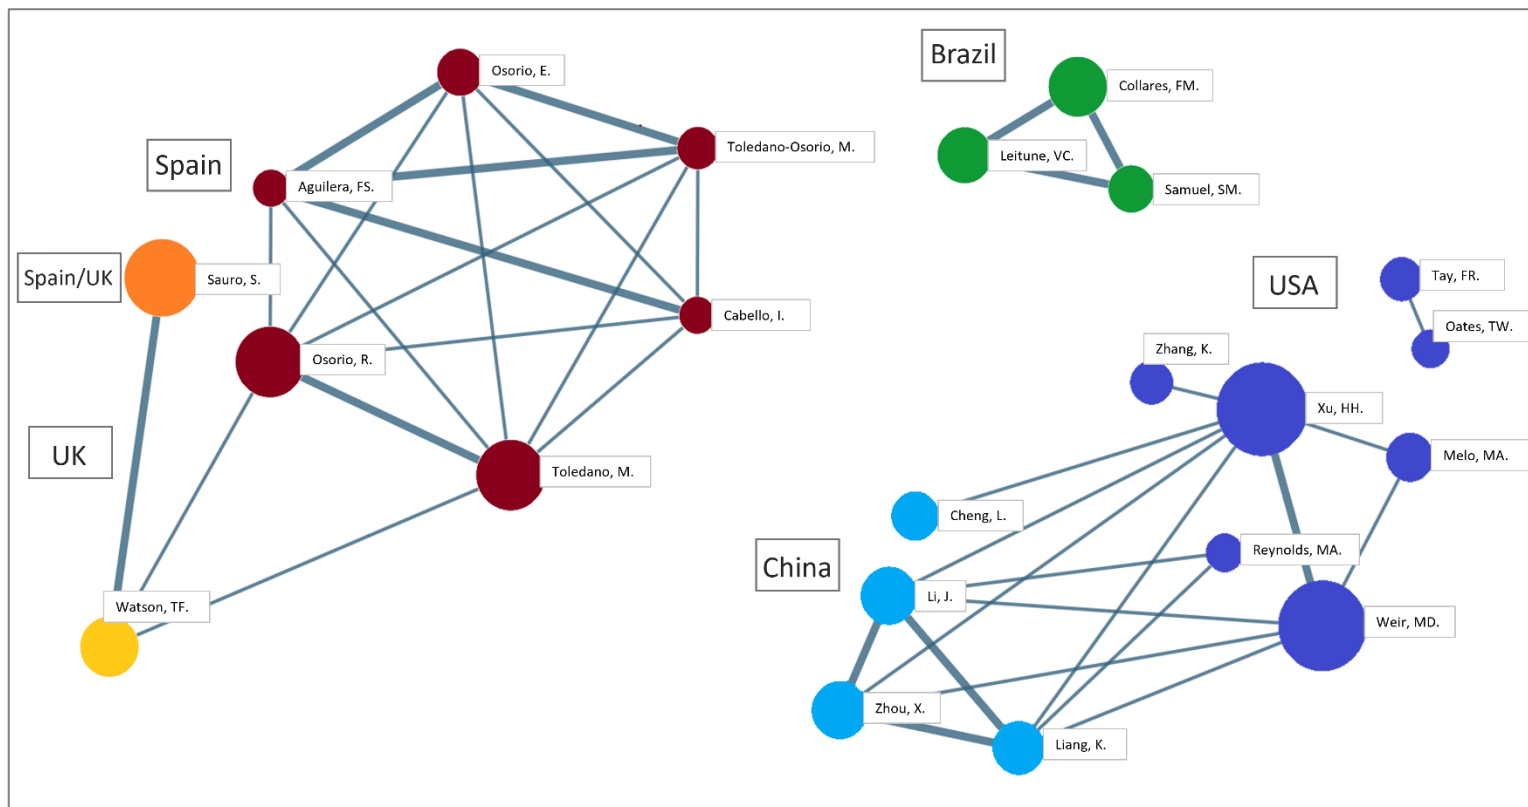 Brazil
Osorio, E.
Collares, FM.
Toledano-Osorio, M.
Spain
Leitune, VC.
Aguilera, FS.
Samuel, SM.
Spain/UK
Sauro, S.
USA
Tay, FR.
Cabello, I.
Oates, TW.
Zhang, K.
Osorio, R.
Xu, HH.
UK
Melo, MA.
Toledano, M.
Cheng, L.
Reynolds, MA.
China
Li, J.
Watson, TF.
Weir, MD.
Zhou, X.
Liang, K.